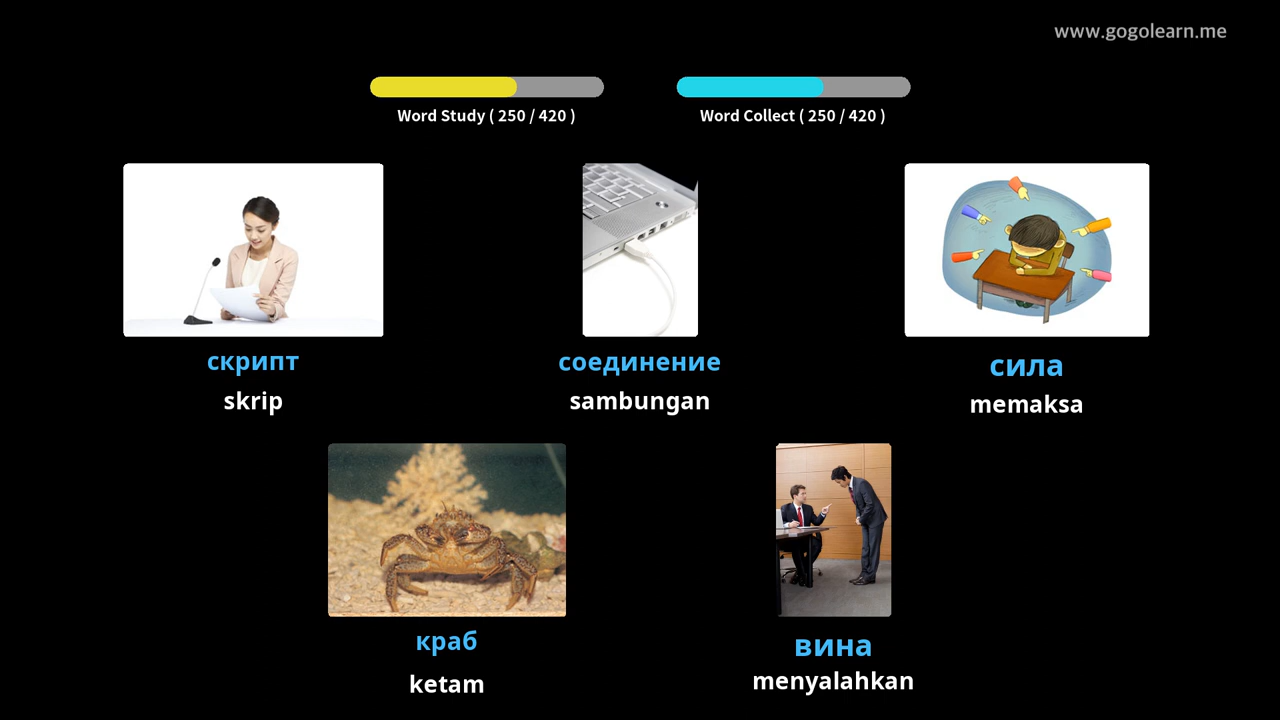 www.gogolearn.me
Word Study ( 250 / 420 )
Word Collect ( 250 / 420 )
скрипт
skrip
соединение
sambungan
сила
memaksa
краб
ketam
вина
menyalahkan